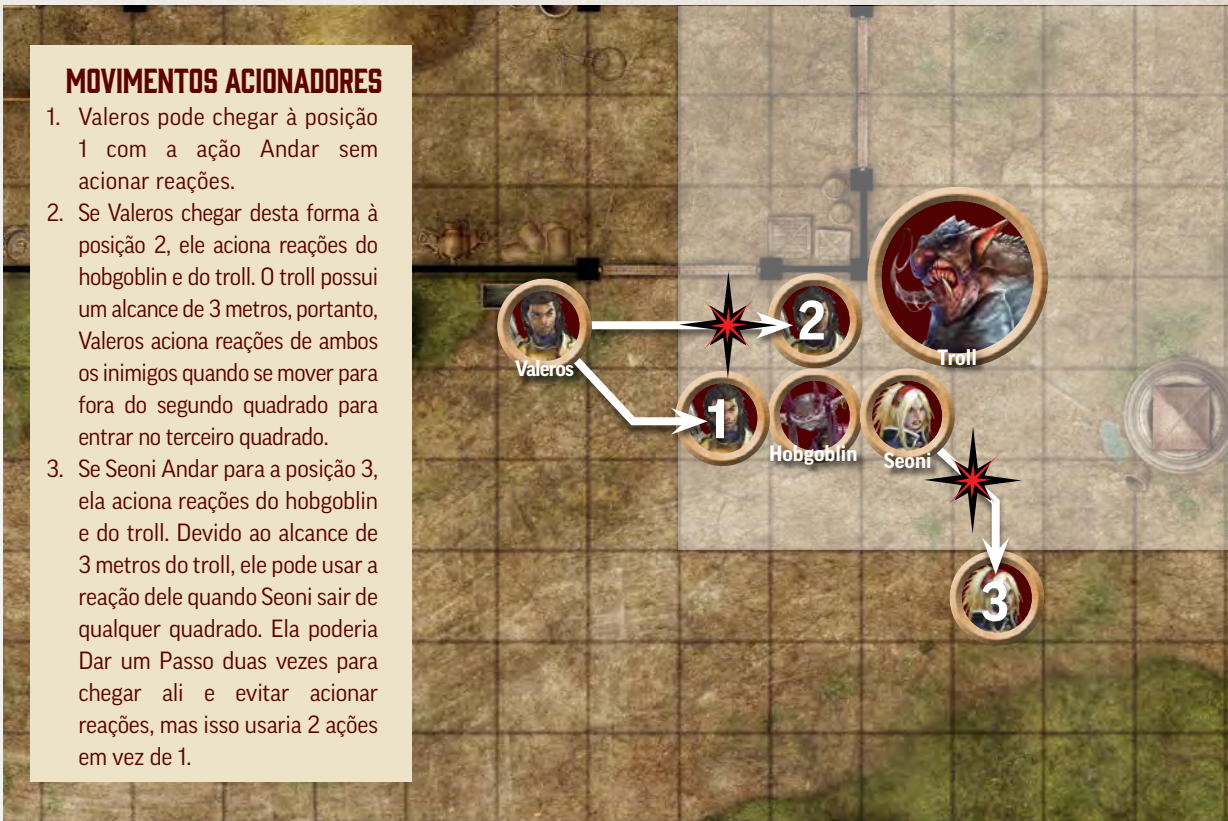 MOVIMENTOS ACIONADORES
1. Valeros pode chegar à posição
1 com a ação Andar sem
acionar reações.
2. Se Valeros chegar desta forma à
posição 2, ele aciona reações do
hobgoblin e do troll. O troll possui
um alcance de 3 metros, portanto,
Valeros aciona reações de ambos
os inimigos quando se mover para
fora do segundo quadrado para
entrar no terceiro quadrado.
3. Se Seoni Andar para a posição 3,
ela aciona reações do hobgoblin
e do troll. Devido ao alcance de
3 metros do troll, ele pode usar a
reação dele quando Seoni sair de
qualquer quadrado. Ela poderia
Dar um Passo duas vezes para
chegar ali e evitar acionar
reações, mas isso usaria 2 ações
em vez de 1.
Valeros
2
Troll
1
Hobgoblin
Seoni
3